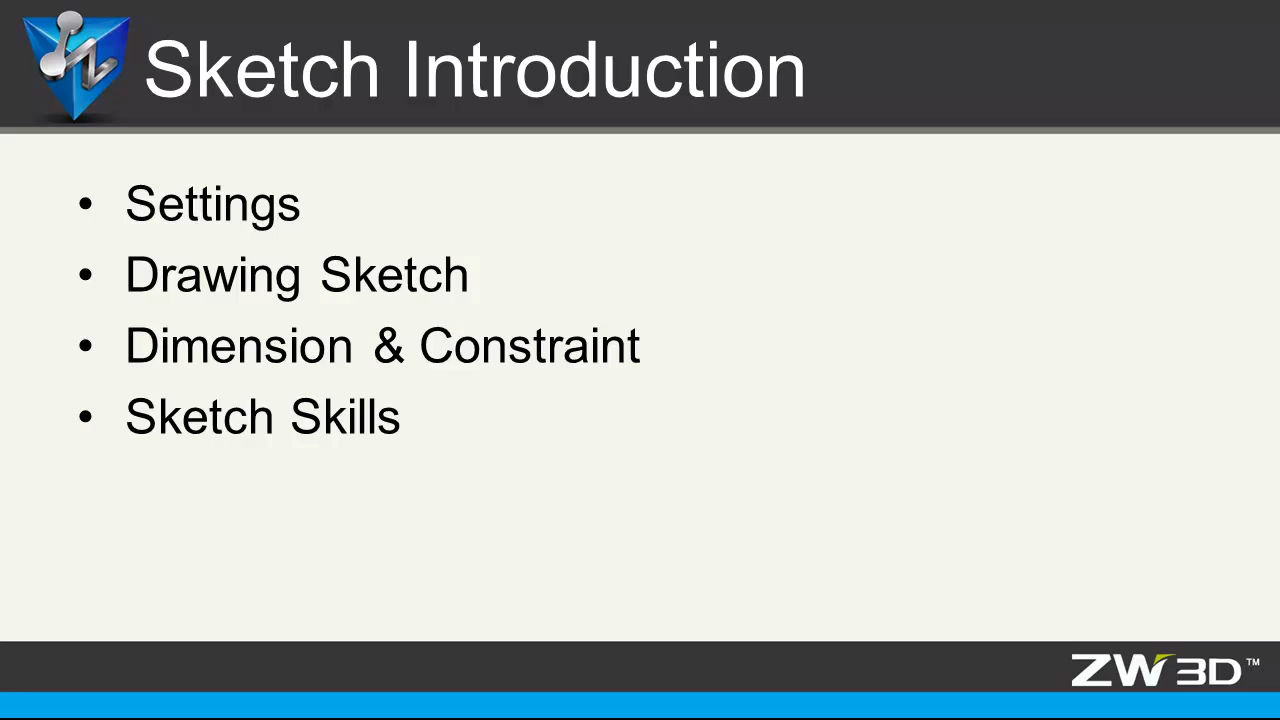 Sketch Introduction
• Settings
• Drawing Sketch
• Dimension & Constraint
• Sketch Skills
ZW3D™